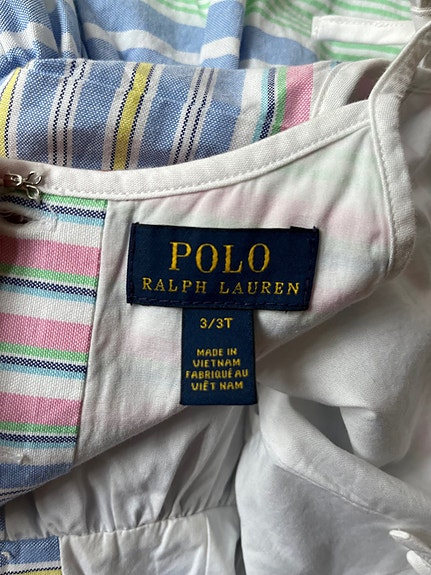 POLO
RALPH LAUREN
3/3T
MADE IN
VIETNAM
FABRIQUÉ AU
VIÊT NAM